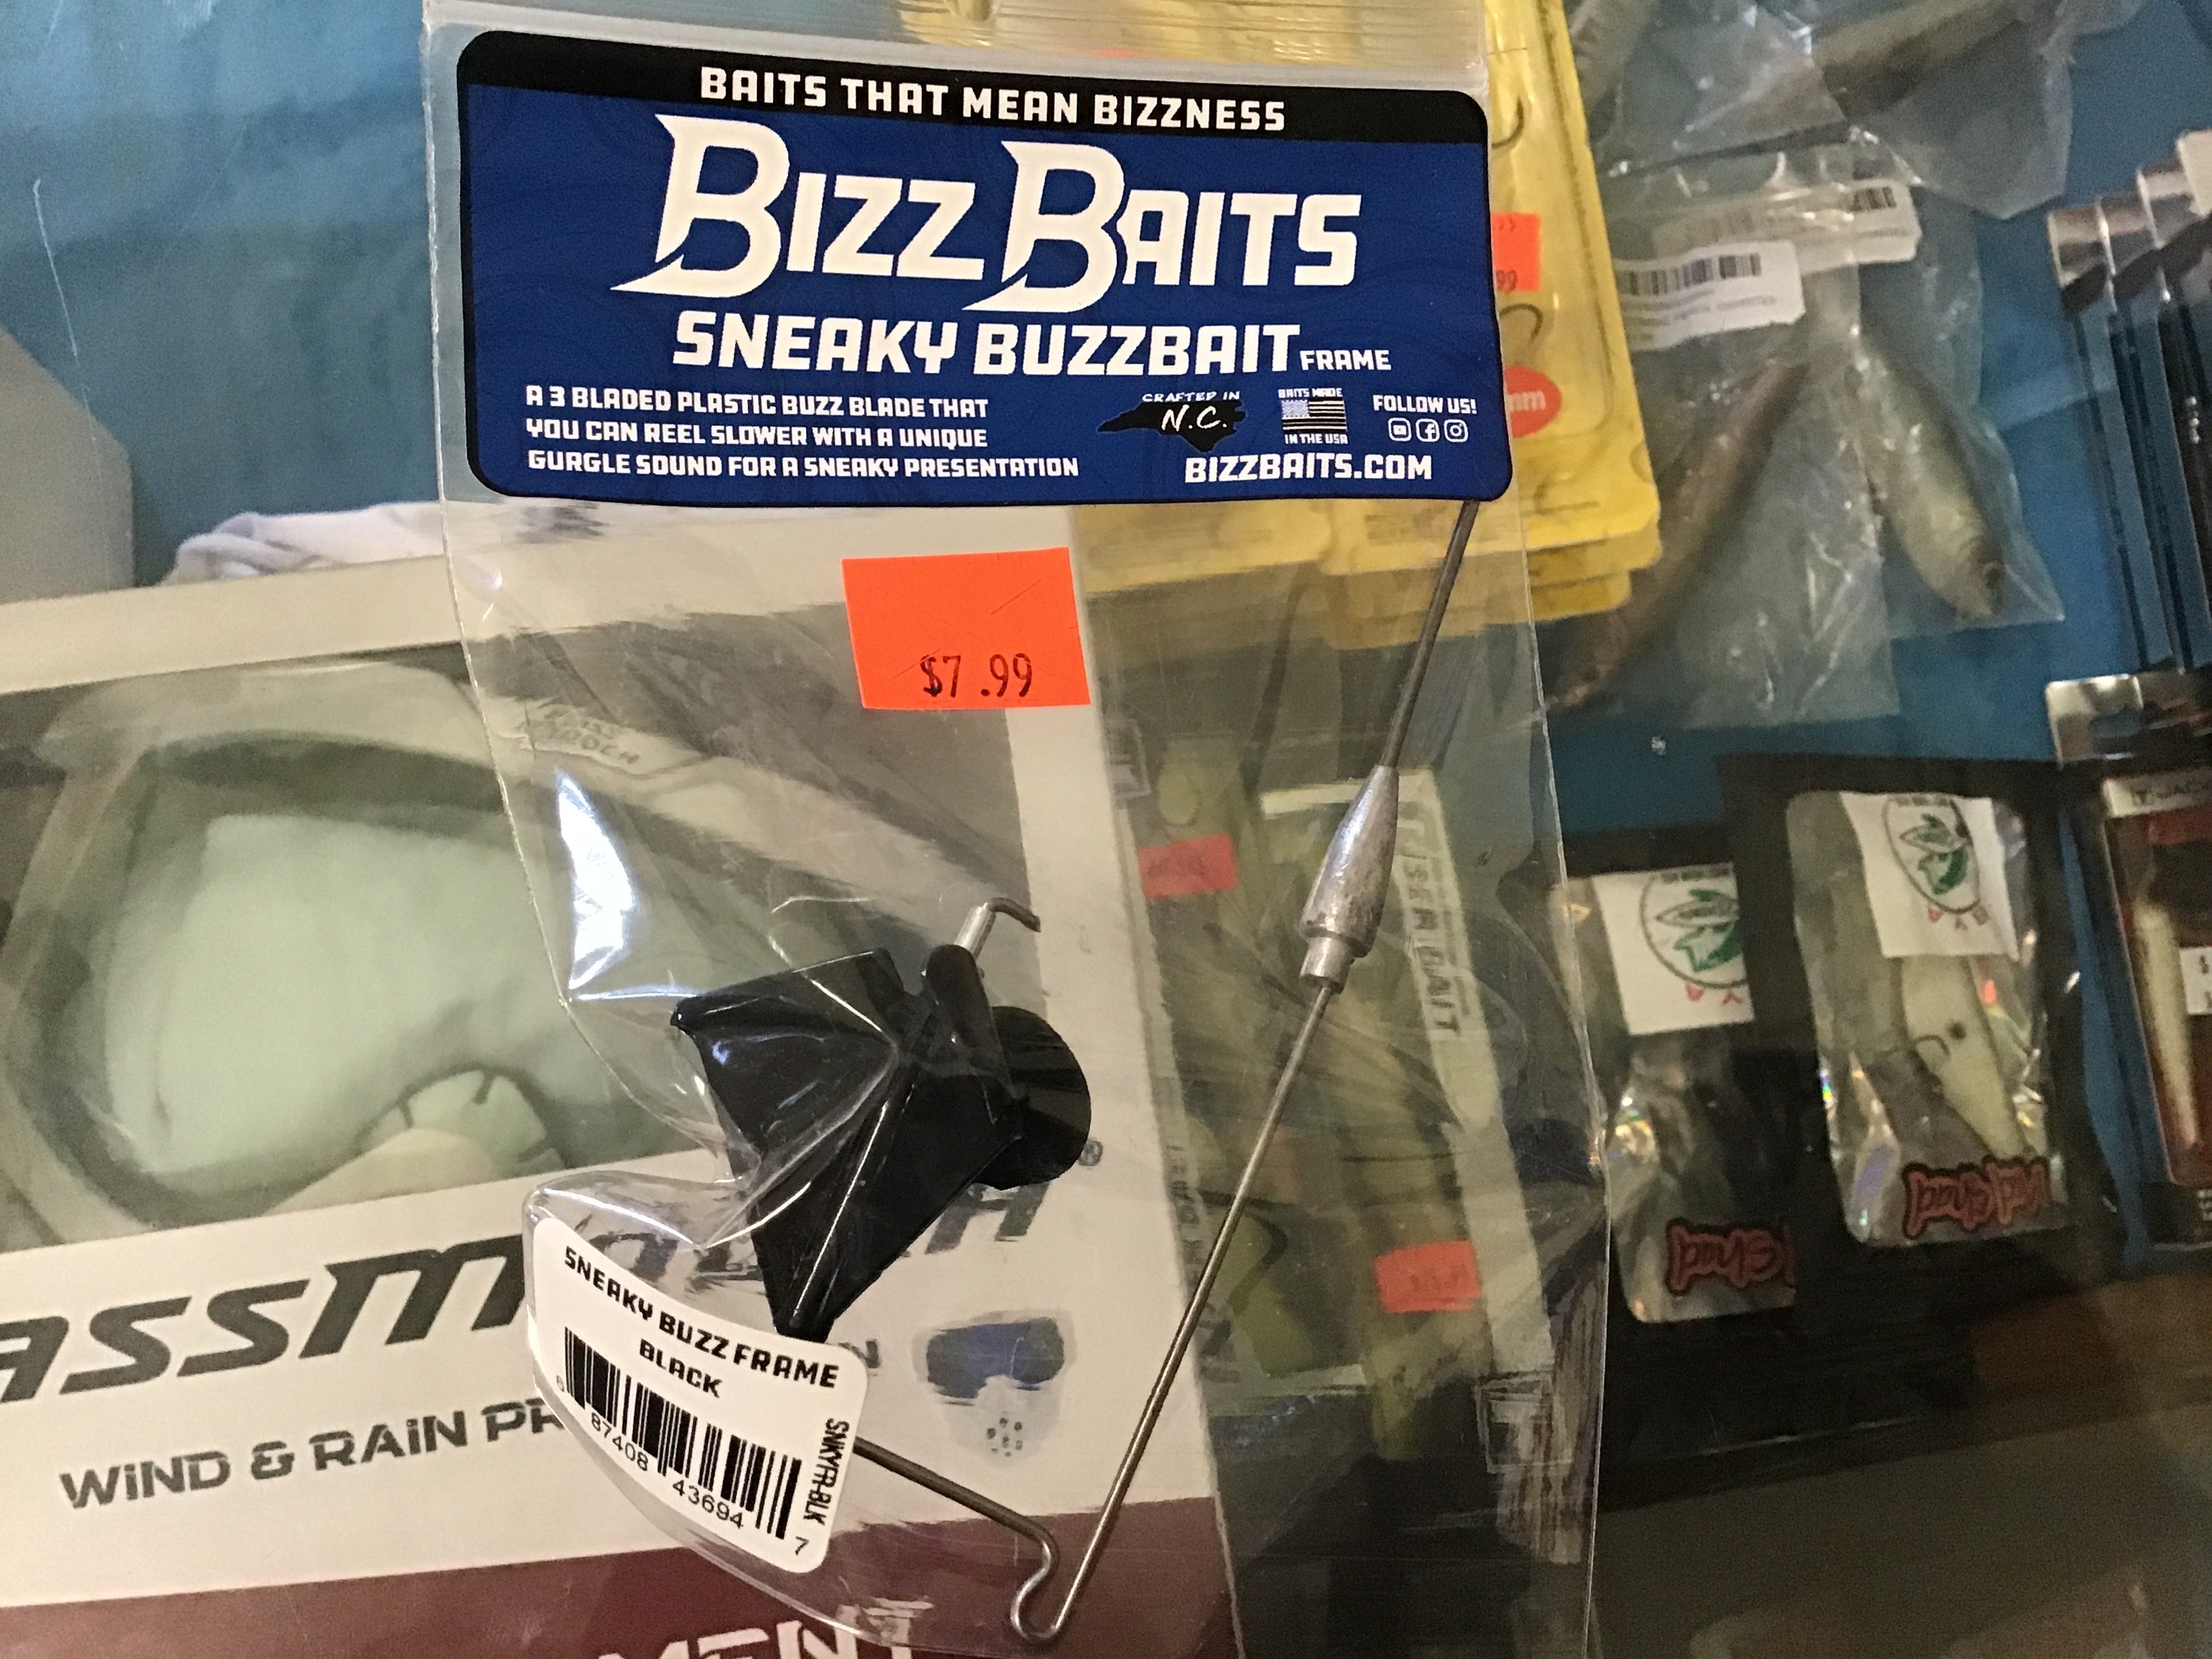 BAITS THAT MEAN BIZZNESS
BIZZ BAITS
SNEAKY BUZZBAIT FRAME
A 3 BLADED PLASTIC BUZZ BLADE THAT
YOU CAN REEL SLOWER WITH A UNIQUE
GURGLE SOUND FOR A SNEAKY PRESENTATION
CRAFTED IN
N.C.
BAITS MADE
IN THE USA
FOLLOW US!
BIZZBAITS.COM
$7.99
SNEAKY BUZZ FRAME
BLACK
6 87408 43694 7
SNKYFR-BLK
WIND & RAIN